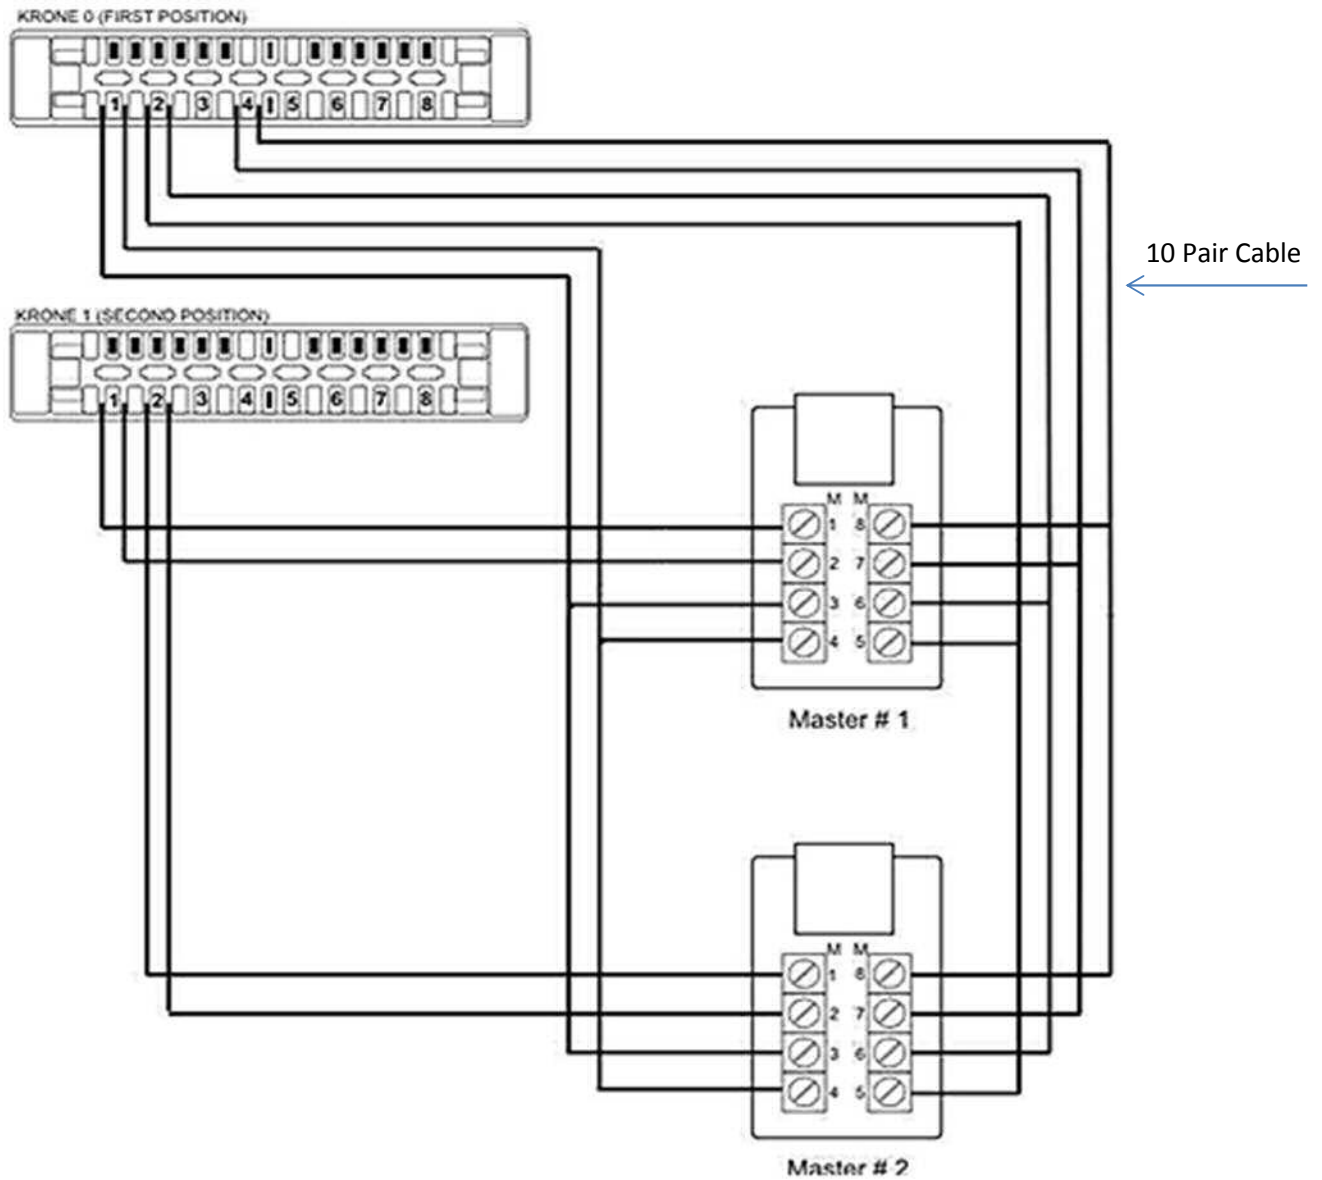 KRONE 0 (FIRST POSITION)
1 2 3 4 5 6 7 8
10 Pair Cable
KRONE 1 (SECOND POSITION)
1 2 3 4 5 6 7 8
M M
1 8
2 7
3 6
4 5
Master # 1
M M
1 8
2 7
3 6
4 5
Master # 2